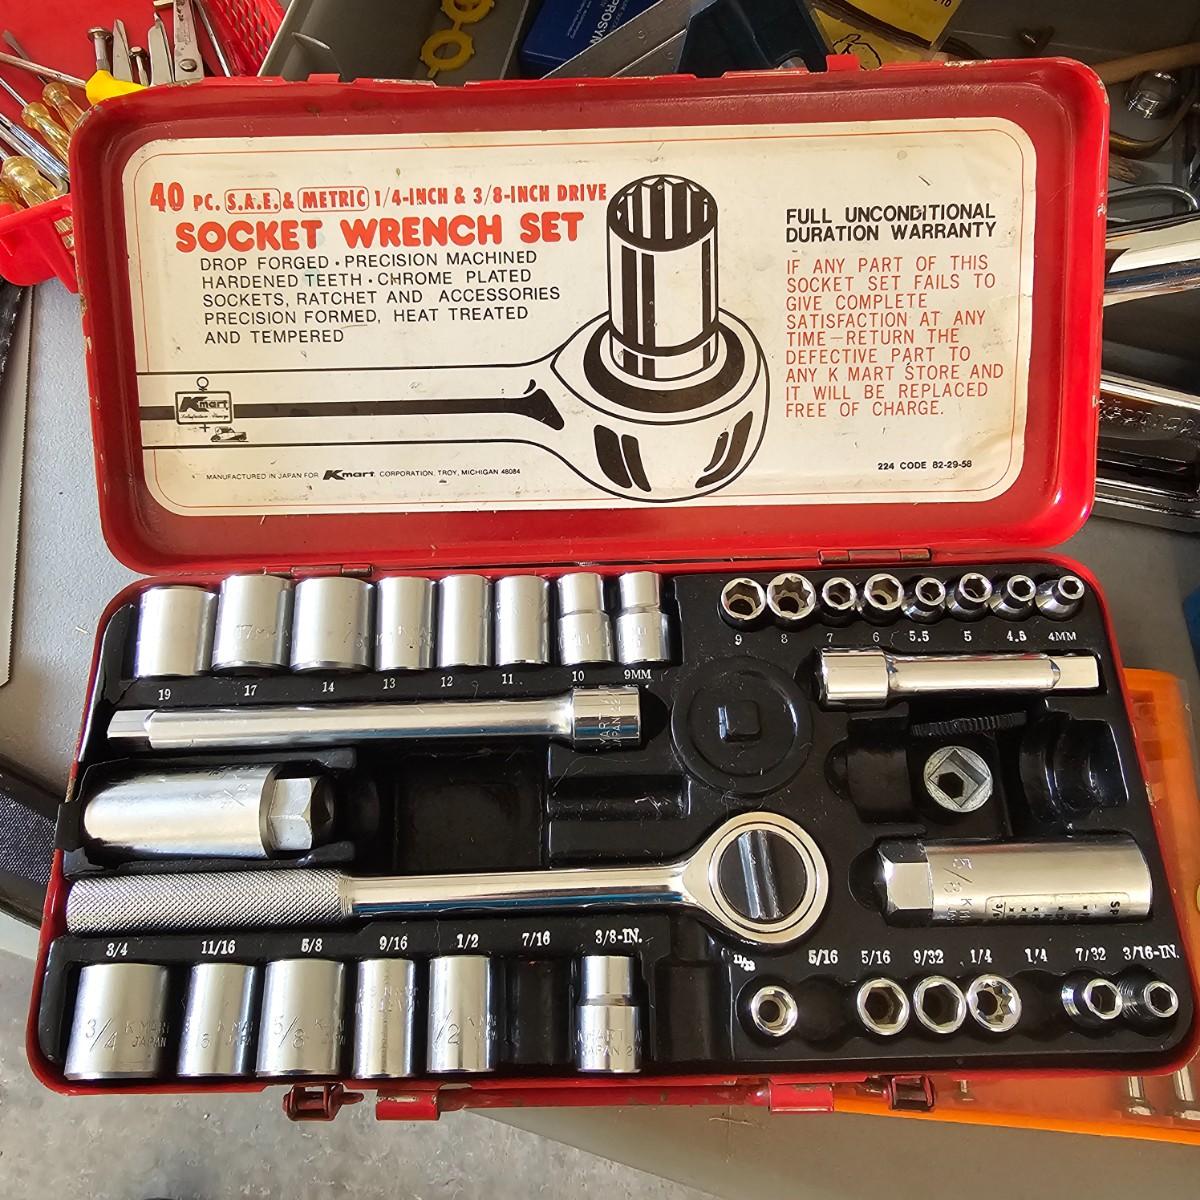 PROSYN
40 PC. S.A.E. & METRIC 1/4-INCH & 3/8-INCH DRIVE
SOCKET WRENCH SET
DROP FORGED · PRECISION MACHINED
HARDENED TEETH · CHROME PLATED
SOCKETS, RATCHET AND ACCESSORIES
PRECISION FORMED, HEAT TREATED
AND TEMPERED
FULL UNCONDITIONAL
DURATION WARRANTY
IF ANY PART OF THIS
SOCKET SET FAILS TO
GIVE COMPLETE
SATISFACTION AT ANY
TIME—RETURN THE
DEFECTIVE PART TO
ANY K MART STORE AND
IT WILL BE REPLACED
FREE OF CHARGE.
Kmart
MANUFACTURED IN JAPAN FOR Kmart CORPORATION, TROY, MICHIGAN 48084
224 CODE 82-29-58
9 8 7 6 5.5 5 4.5 4MM
19 17 14 13 12 11 10 9MM
3/4 11/16 5/8 9/16 1/2 7/16 3/8-IN.
11/32 5/16 5/16 9/32 1/4 1/4 7/32 3/16-IN.
5/8 K
3/4 K MART
JAPAN
5/8
1/2
KMART
JAPAN